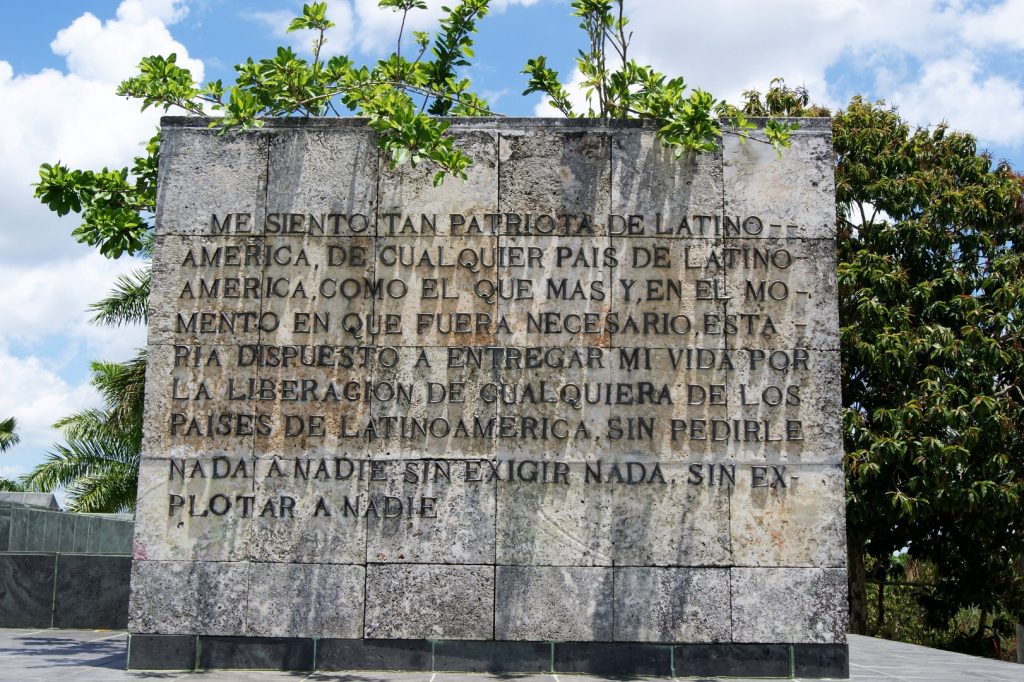 ME SIENTO TAN PATRIOTA DE LATINO--
AMERICA, DE CUALQUIER PAIS DE LATINO
AMERICA, COMO EL QUE MAS Y, EN EL MO-
MENTO EN QUE FUERA NECESARIO, ESTA-
RIA DISPUESTO A ENTREGAR MI VIDA POR
LA LIBERACION DE CUALQUIERA DE LOS
PAISES DE LATINOAMERICA, SIN PEDIRLE
NADA A NADIE SIN EXIGIR NADA, SIN EX-
PLOTAR A NADIE